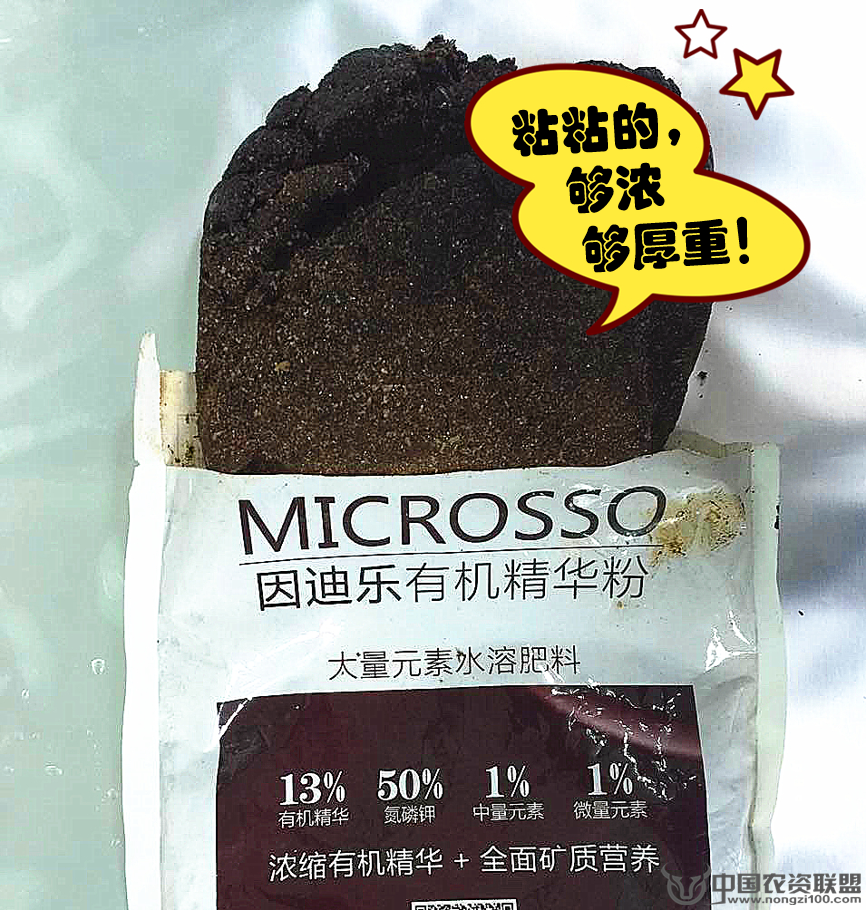 粘粘的，
够浓
够厚重！
MICROSSO
因迪乐有机精华粉
大量元素水溶肥料
13% 50% 1% 1%
有机精华 氮磷钾 中量元素 微量元素
浓缩有机精华 + 全面矿质营养
中国农资联盟
www.nongzi100.com